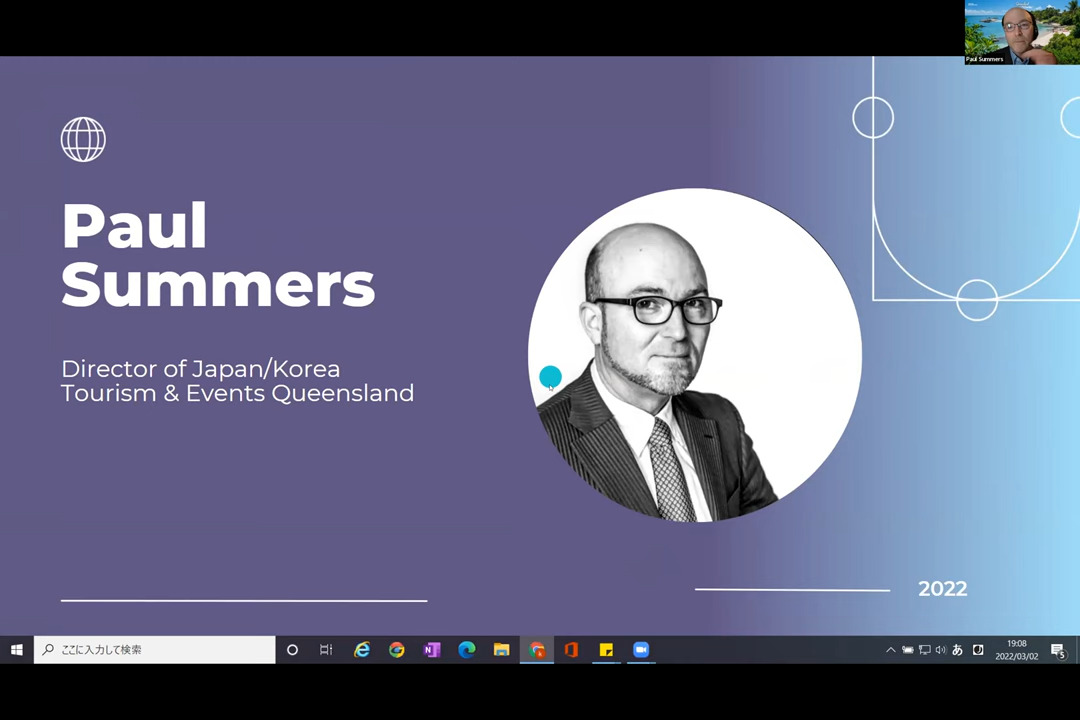 Paul Summers
Paul
Summers
Director of Japan/Korea
Tourism & Events Queensland
2022
ここに入力して検索
あ
19:08
2022/03/02
5